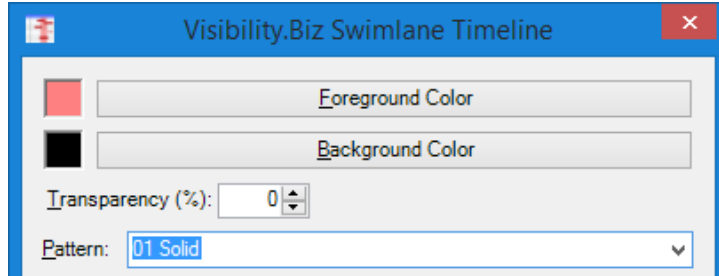 Visibility.Biz Swimlane Timeline
Foreground Color
Background Color
Transparency (%): 0
Pattern: 01 Solid